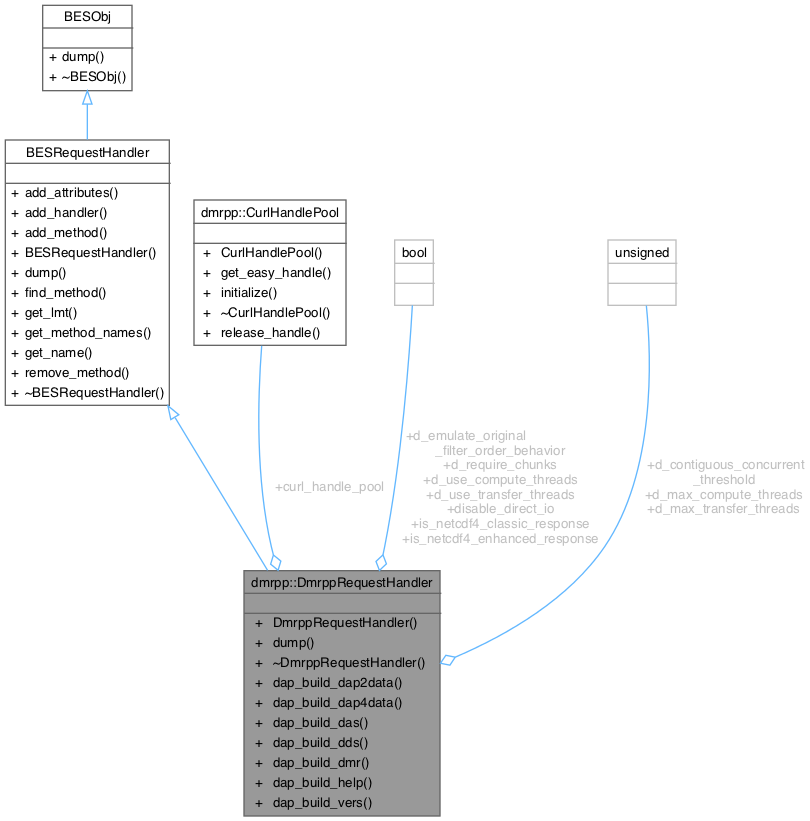 BESObj
+ dump()
+ ~BESObj()
BESRequestHandler
+ add_attributes()
+ add_handler()
+ add_method()
+ BESRequestHandler()
+ dump()
+ find_method()
+ get_lmt()
+ get_method_names()
+ get_name()
+ remove_method()
+ ~BESRequestHandler()
dmrpp::CurlHandlePool
+ CurlHandlePool()
+ get_easy_handle()
+ initialize()
+ ~CurlHandlePool()
+ release_handle()
bool
unsigned
+curl_handle_pool
+d_emulate_original
_filter_order_behavior
+d_require_chunks
+d_use_compute_threads
+d_use_transfer_threads
+disable_direct_io
+is_netcdf4_classic_response
+is_netcdf4_enhanced_response
+d_contiguous_concurrent
_threshold
+d_max_compute_threads
+d_max_transfer_threads
dmrpp::DmrppRequestHandler
+ DmrppRequestHandler()
+ dump()
+ ~DmrppRequestHandler()
+ dap_build_dap2data()
+ dap_build_dap4data()
+ dap_build_das()
+ dap_build_dds()
+ dap_build_dmr()
+ dap_build_help()
+ dap_build_vers()